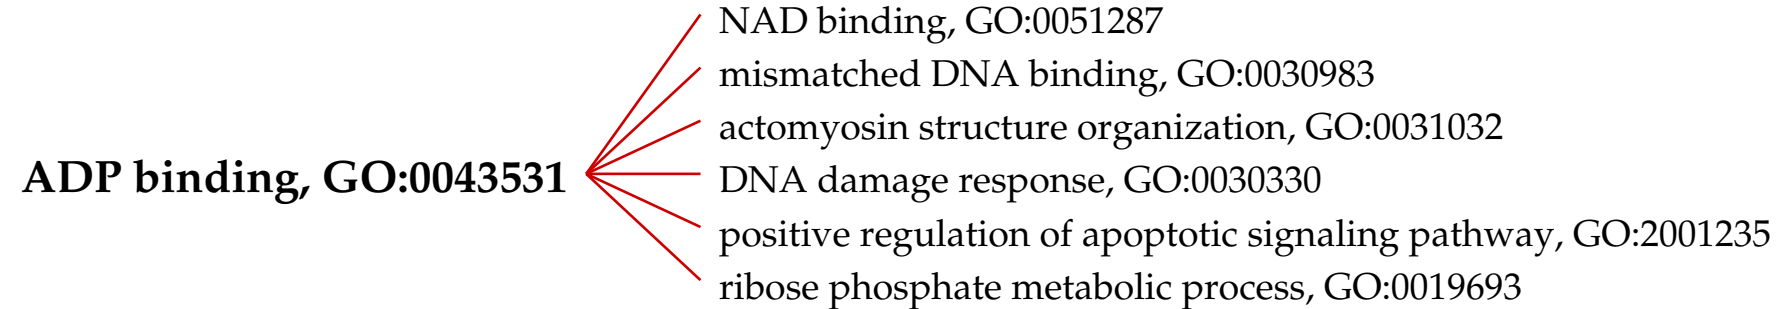 NAD binding, GO:0051287
mismatched DNA binding, GO:0030983
actomyosin structure organization, GO:0031032
ADP binding, GO:0043531
DNA damage response, GO:0030330
positive regulation of apoptotic signaling pathway, GO:2001235
ribose phosphate metabolic process, GO:0019693